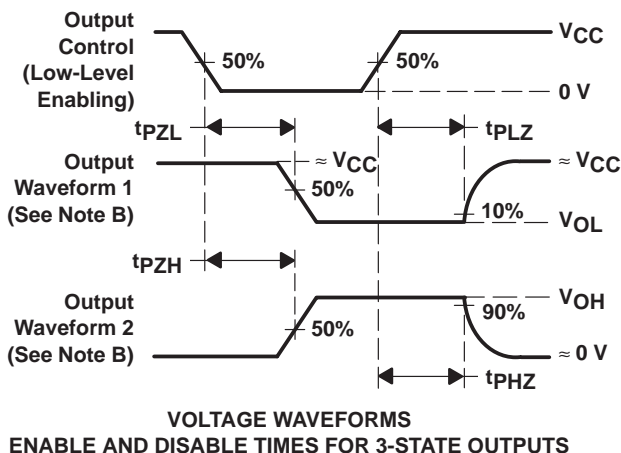 Output
Control
(Low-Level
Enabling)
50%
50%
VCC
0 V
tPZL
tPLZ
Output
Waveform 1
(See Note B)
≈ VCC
50%
≈ VCC
10%
VOL
tPZH
Output
Waveform 2
(See Note B)
50%
VOH
90%
≈ 0 V
tPHZ
VOLTAGE WAVEFORMS
ENABLE AND DISABLE TIMES FOR 3-STATE OUTPUTS